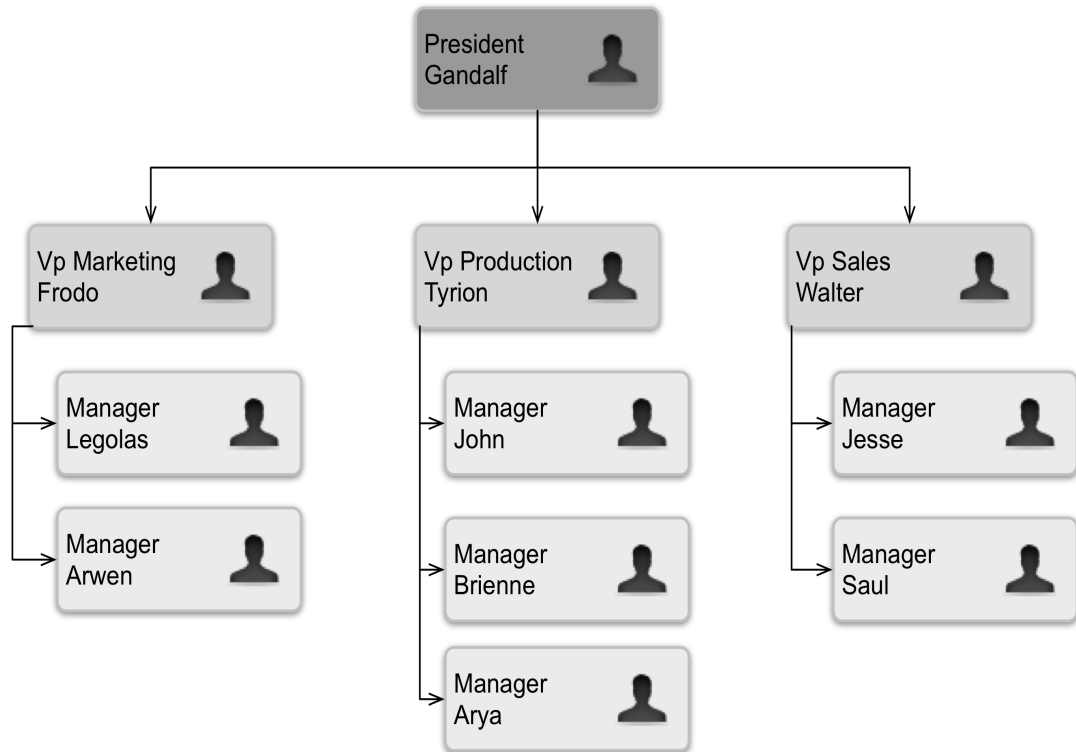 President
Gandalf
Vp Marketing
Frodo
Vp Production
Tyrion
Vp Sales
Walter
Manager
Legolas
Manager
John
Manager
Jesse
Manager
Arwen
Manager
Brienne
Manager
Saul
Manager
Arya